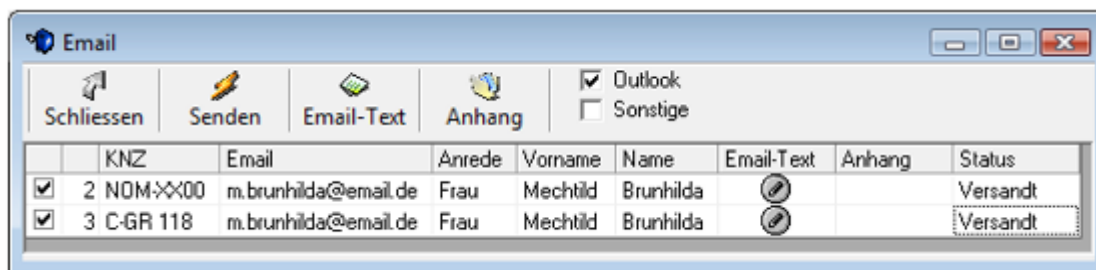 Email
Schliessen Senden Email-Text Anhang
Outlook
Sonstige
KNZ Email Anrede Vorname Name Email-Text Anhang Status
2 NOM-XX00 m.brunhilda@email.de Frau Mechtild Brunhilda Versandt
3 C-GR 118 m.brunhilda@email.de Frau Mechtild Brunhilda Versandt